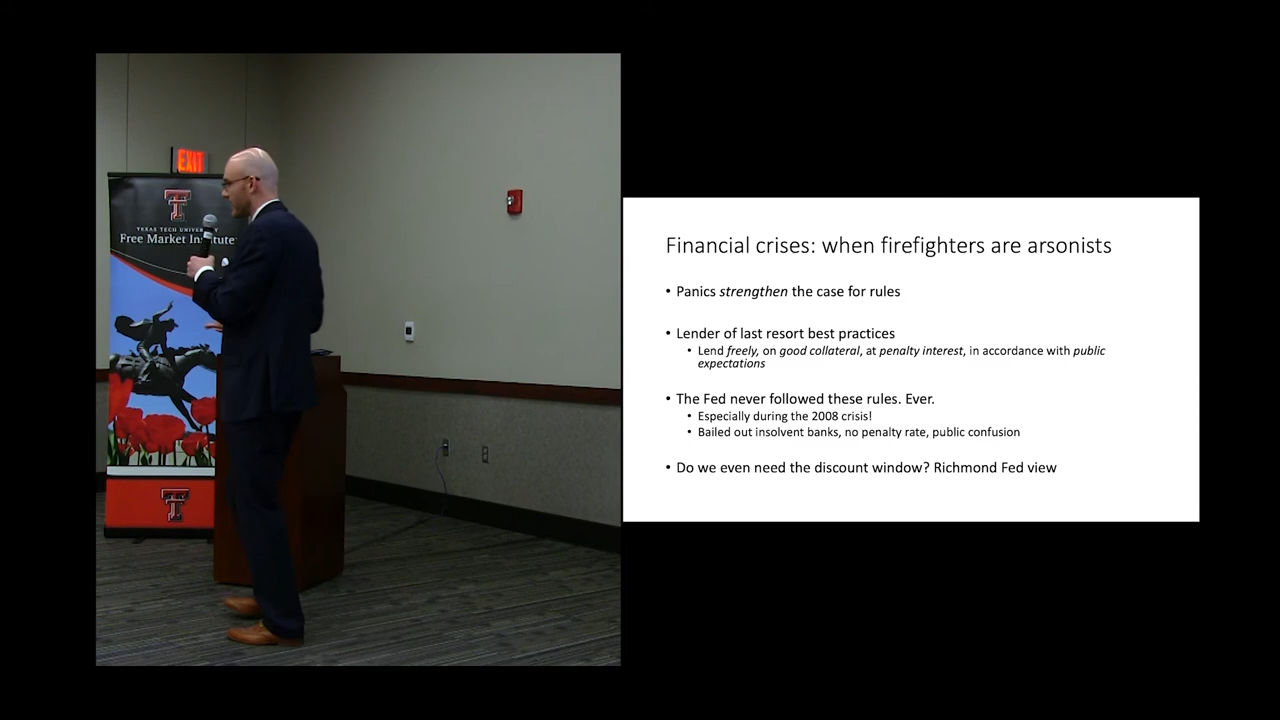 EXIT
TEXAS TECH UNIVERSITY
Free Market Institute
Financial crises: when firefighters are arsonists
• Panics strengthen the case for rules
• Lender of last resort best practices
• Lend freely, on good collateral, at penalty interest, in accordance with public
expectations
• The Fed never followed these rules. Ever.
• Especially during the 2008 crisis!
• Bailed out insolvent banks, no penalty rate, public confusion
• Do we even need the discount window? Richmond Fed view